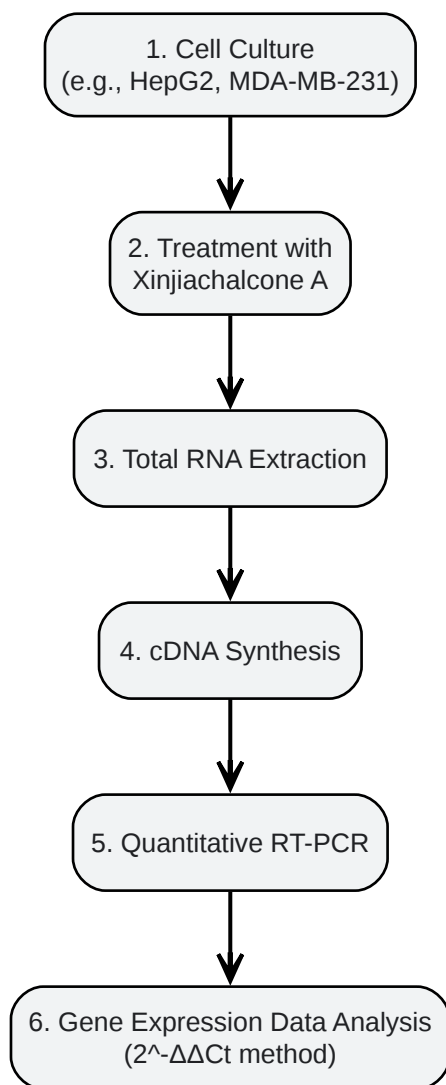 1. Cell Culture
(e.g., HepG2, MDA-MB-231)
2. Treatment with
Xinjiachalcone A
3. Total RNA Extraction
4. cDNA Synthesis
5. Quantitative RT-PCR
6. Gene Expression Data Analysis
(2^-ΔΔCt method)